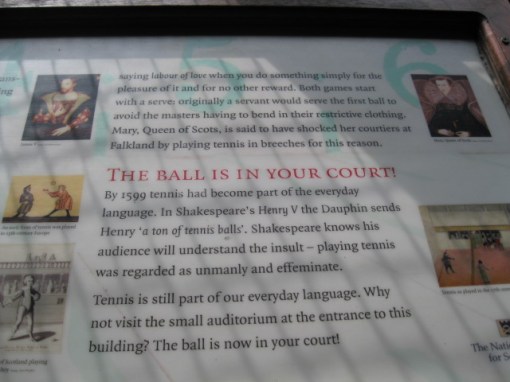 saying labour of love when you do something simply for the
pleasure of it and for no other reward. Both games start
with a serve: originally a servant would serve the first ball to
avoid the masters having to bend in their restrictive clothing.
Mary, Queen of Scots, is said to have shocked her courtiers at
Falkland by playing tennis in breeches for this reason.
THE BALL IS IN YOUR COURT!
By 1599 tennis had become part of the everyday
language. In Shakespeare's Henry V the Dauphin sends
Henry 'a ton of tennis balls'. Shakespeare knows his
audience will understand the insult – playing tennis
was regarded as unmanly and effeminate.
Tennis is still part of our everyday language. Why
not visit the small auditorium at the entrance to this
building? The ball is now in your court!
5
6
The Natio
for S